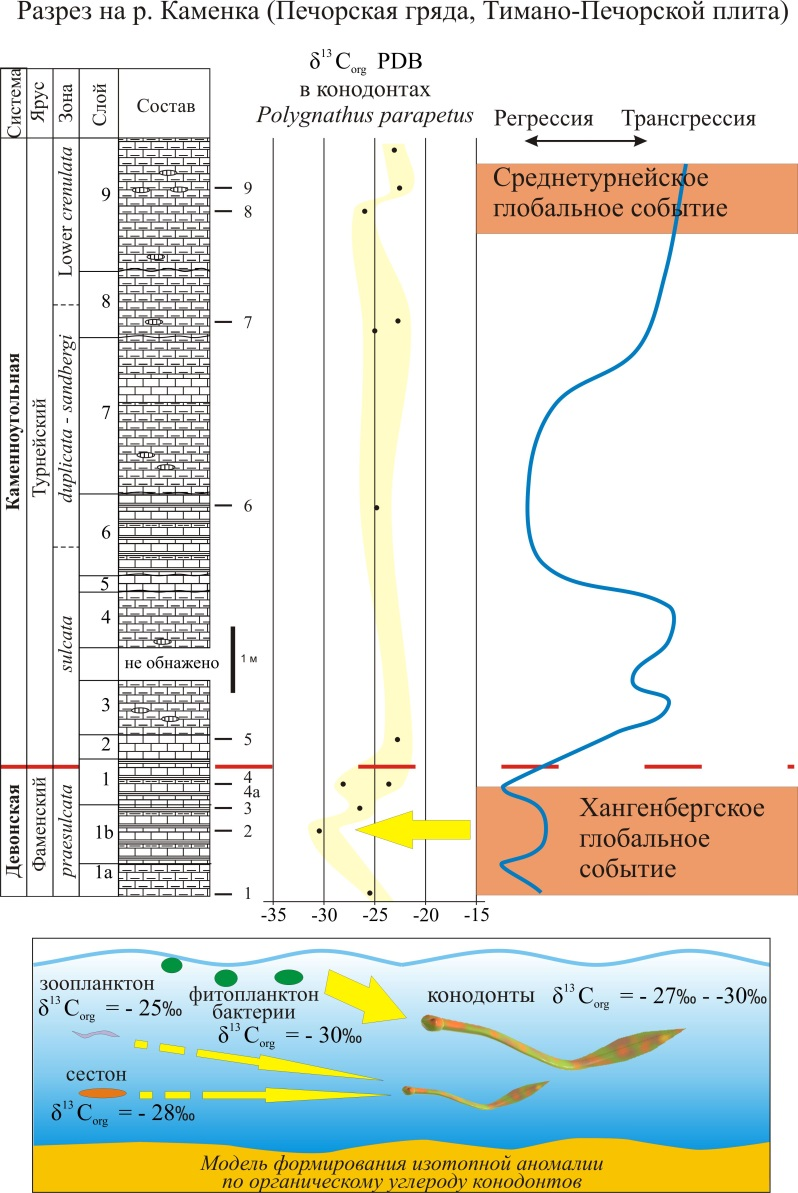 Разрез на р. Каменка (Печорская гряда, Тимано-Печорской плита)
δ¹³Corg PDB
в конодонтах
Polygnathus parapetus
Регрессия Трансгрессия
Система
Ярус
Зона
Слой
Состав
Каменноугольная
Девонская
Турнейский
Фаменский
Lower crenulata
duplicata - sandbergi
sulcata
praesulcata
9
8
7
6
5
4
3
2
1
1b
1a
не обнажено
1 м
9
8
7
6
5
4
4a
3
2
1
-35 -30 -25 -20 -15
Среднетурнейское
глобальное событие
Хангенбергское
глобальное
событие
зоопланктон
δ¹³Corg = - 25‰
фитопланктон
бактерии
δ¹³Corg = - 30‰
конодонты δ¹³Corg = - 27‰ - -30‰
сестон
δ¹³Corg = - 28‰
Модель формирования изотопной аномалии
по органическому углероду конодонтов